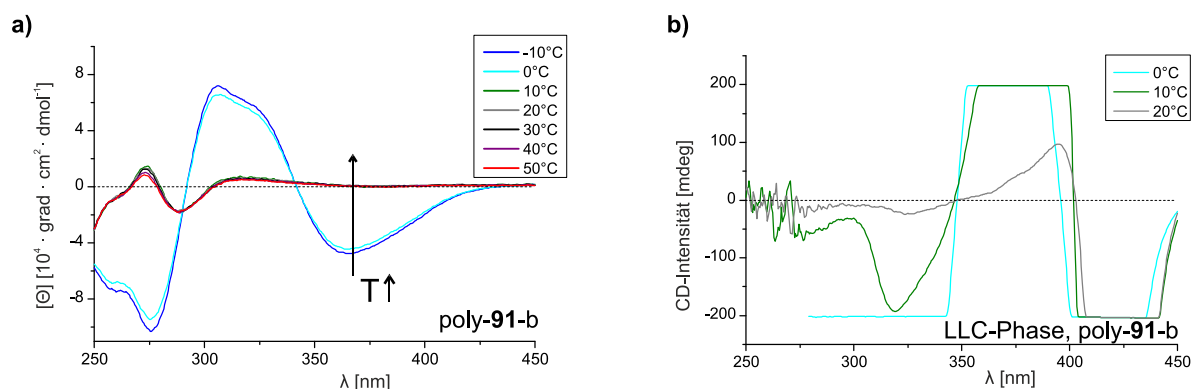 a)
[Θ] [10⁴ · grad · cm² · dmol⁻¹]
8
4
0
-4
-8
250 300 350 400 450
λ [nm]
-10°C
0°C
10°C
20°C
30°C
40°C
50°C
T
poly-91-b
b)
CD-Intensität [mdeg]
200
100
0
-100
-200
250 300 350 400 450
λ [nm]
0°C
10°C
20°C
LLC-Phase, poly-91-b